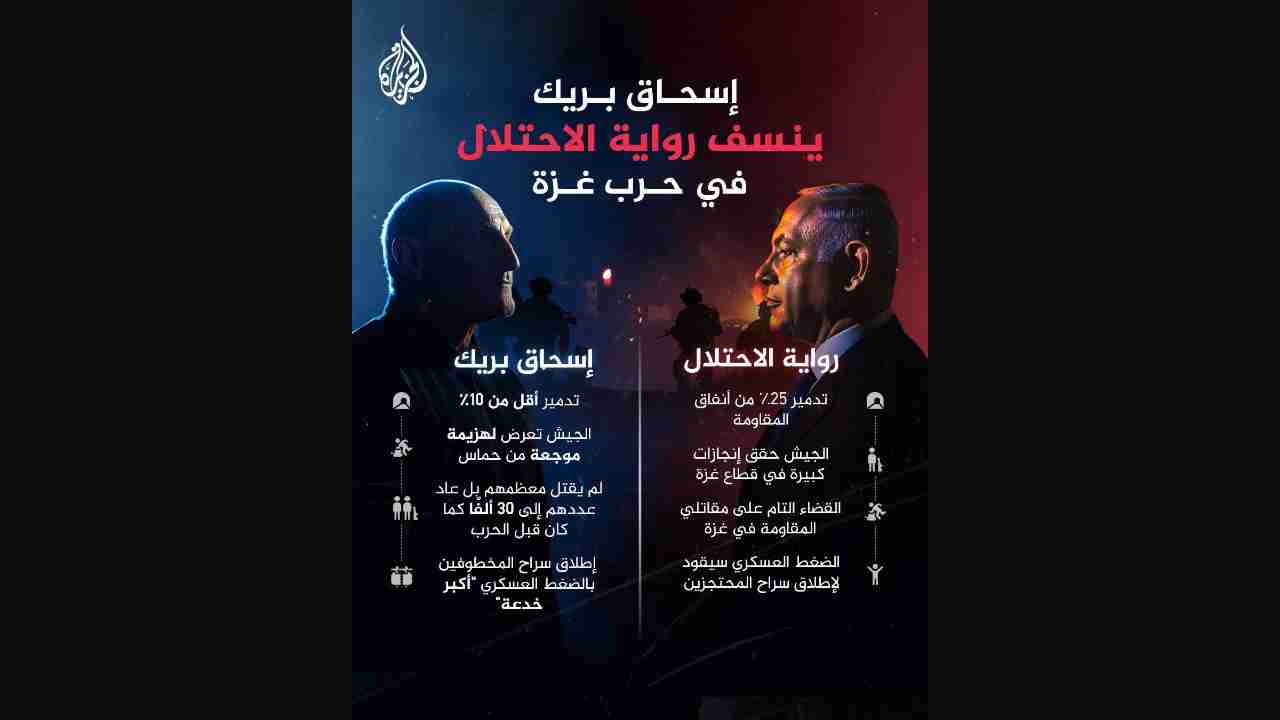 الجزيرة
إسحاق بريك
ينسف رواية الاحتلال
في حرب غزة
رواية الاحتلال
تدمير 25٪ من أنفاق
المقاومة
الجيش حقق إنجازات
كبيرة في قطاع غزة
القضاء التام على مقاتلي
المقاومة في غزة
الضغط العسكري سيقود
لإطلاق سراح المحتجزين
إسحاق بريك
تدمير أقل من 10٪
الجيش تعرض لهزيمة
موجعة من حماس
لم يقتل معظمهم بل عاد
عددهم إلى 30 ألفًا كما
كان قبل الحرب
إطلاق سراح المخطوفين
بالضغط العسكري "أكبر
خدعة"